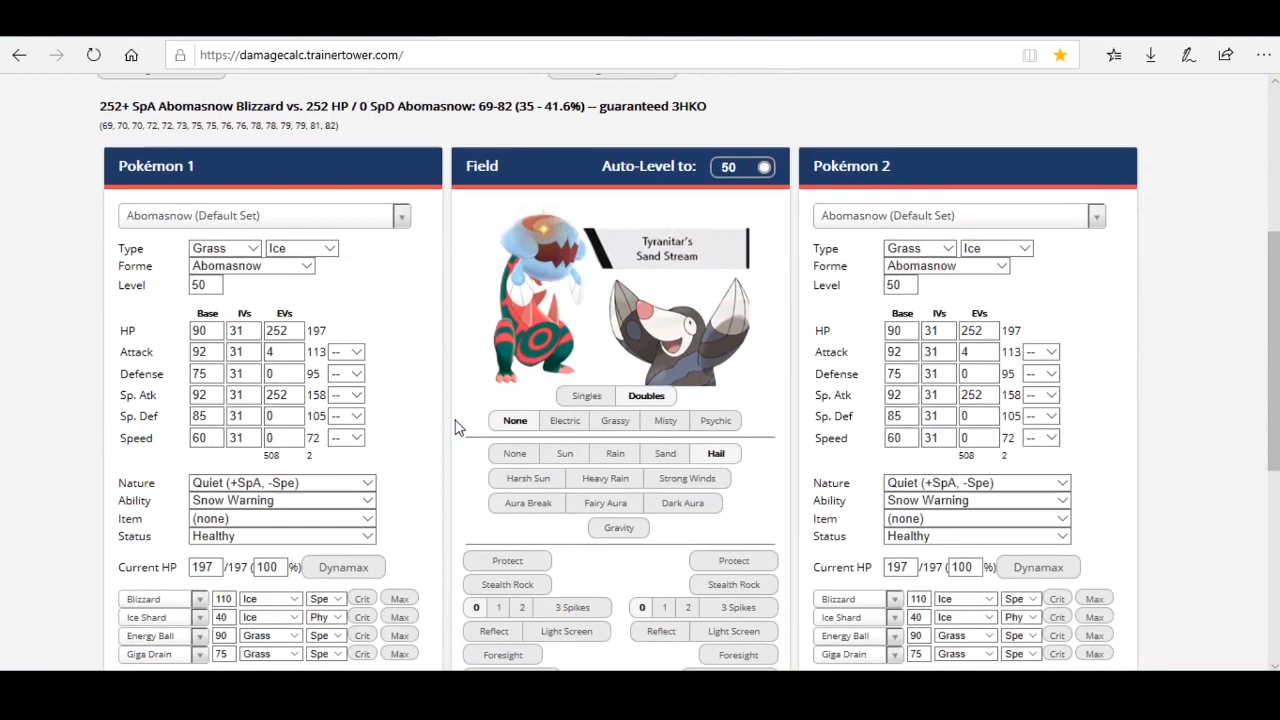 https://damagecalc.trainertower.com/
252+ SpA Abomasnow Blizzard vs. 252 HP / 0 SpD Abomasnow: 69-82 (35 - 41.6%) -- guaranteed 3HKO
(69, 70, 70, 72, 72, 73, 75, 75, 76, 76, 78, 78, 79, 79, 81, 82)
Pokémon 1
Abomasnow (Default Set)
Type Grass Ice
Forme Abomasnow
Level 50
Base IVs EVs
HP 90 31 252 197
Attack 92 31 4 113 --
Defense 75 31 0 95 --
Sp. Atk 92 31 252 158 --
Sp. Def 85 31 0 105 --
Speed 60 31 0 72 --
508 2
Nature Quiet (+SpA, -Spe)
Ability Snow Warning
Item (none)
Status Healthy
Current HP 197 /197 ( 100 %) Dynamax
Blizzard 110 Ice Spe Crit Max
Ice Shard 40 Ice Phy Crit Max
Energy Ball 90 Grass Spe Crit Max
Giga Drain 75 Grass Spe Crit Max
Field Auto-Level to: 50
Tyranitar's
Sand Stream
Singles Doubles
None Electric Grassy Misty Psychic
None Sun Rain Sand Hail
Harsh Sun Heavy Rain Strong Winds
Aura Break Fairy Aura Dark Aura
Gravity
Protect Protect
Stealth Rock Stealth Rock
0 1 2 3 Spikes 0 1 2 3 Spikes
Reflect Light Screen Reflect Light Screen
Foresight Foresight
Pokémon 2
Abomasnow (Default Set)
Type Grass Ice
Forme Abomasnow
Level 50
Base IVs EVs
HP 90 31 252 197
Attack 92 31 4 113 --
Defense 75 31 0 95 --
Sp. Atk 92 31 252 158 --
Sp. Def 85 31 0 105 --
Speed 60 31 0 72 --
508 2
Nature Quiet (+SpA, -Spe)
Ability Snow Warning
Item (none)
Status Healthy
Current HP 197 /197 ( 100 %) Dynamax
Blizzard 110 Ice Spe Crit Max
Ice Shard 40 Ice Phy Crit Max
Energy Ball 90 Grass Spe Crit Max
Giga Drain 75 Grass Spe Crit Max